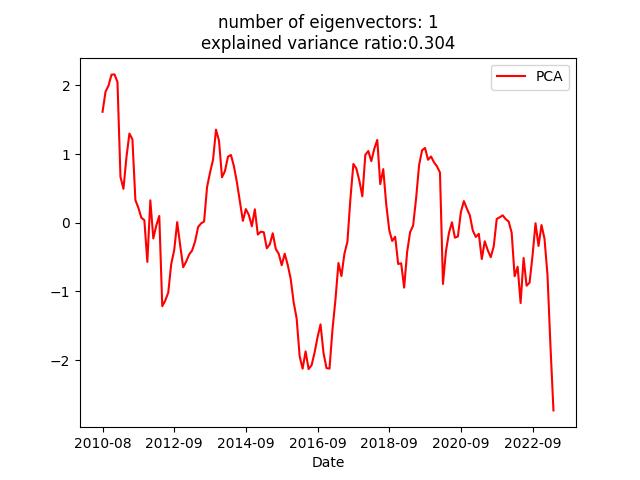 number of eigenvectors: 1
explained variance ratio:0.304
PCA
2
1
0
−1
−2
2010-08 2012-09 2014-09 2016-09 2018-09 2020-09 2022-09
Date